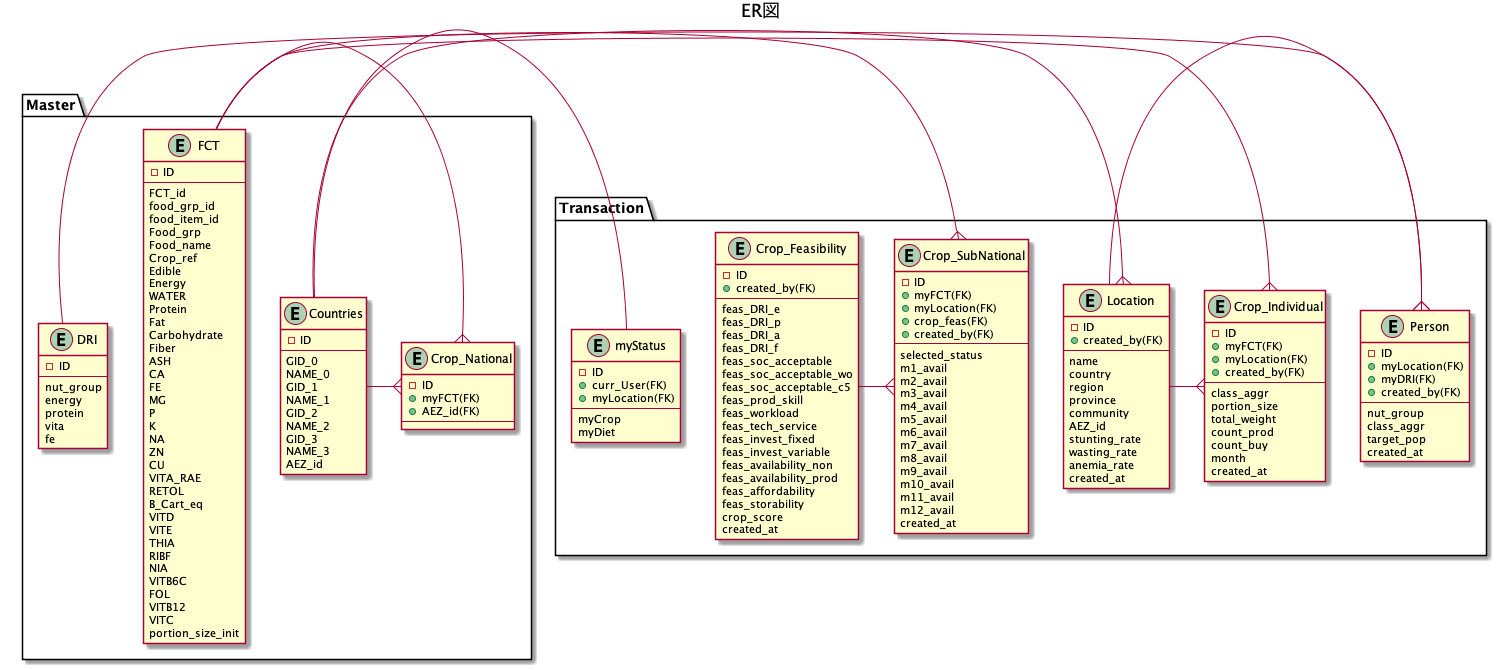 ER図
Master
E FCT
ID
FCT_id
food_grp_id
food_item_id
Food_grp
Food_name
Crop_ref
Edible
Energy
WATER
Protein
Fat
Carbohydrate
Fiber
ASH
CA
FE
MG
P
K
NA
ZN
CU
VITA_RAE
RETOL
B_Cart_eq
VITD
VITE
THIA
RIBF
NIA
VITB6C
FOL
VITB12
VITC
portion_size_init
E DRI
ID
nut_group
energy
protein
vita
fe
E Countries
ID
GID_0
NAME_0
GID_1
NAME_1
GID_2
NAME_2
GID_3
NAME_3
AEZ_id
E Crop_National
ID
myFCT(FK)
AEZ_id(FK)
Transaction
E myStatus
ID
curr_User(FK)
myLocation(FK)
myCrop
myDiet
E Crop_Feasibility
ID
created_by(FK)
feas_DRI_e
feas_DRI_p
feas_DRI_a
feas_DRI_f
feas_soc_acceptable
feas_soc_acceptable_wo
feas_soc_acceptable_c5
feas_prod_skill
feas_workload
feas_tech_service
feas_invest_fixed
feas_invest_variable
feas_availability_non
feas_availability_prod
feas_affordability
feas_storability
crop_score
created_at
E Crop_SubNational
ID
myFCT(FK)
myLocation(FK)
crop_feas(FK)
created_by(FK)
selected_status
m1_avail
m2_avail
m3_avail
m4_avail
m5_avail
m6_avail
m7_avail
m8_avail
m9_avail
m10_avail
m11_avail
m12_avail
created_at
E Location
ID
created_by(FK)
name
country
region
province
community
AEZ_id
stunting_rate
wasting_rate
anemia_rate
created_at
E Crop_Individual
ID
myFCT(FK)
myLocation(FK)
created_by(FK)
class_aggr
portion_size
total_weight
count_prod
count_buy
month
created_at
E Person
ID
myLocation(FK)
myDRI(FK)
created_by(FK)
nut_group
class_aggr
target_pop
created_at